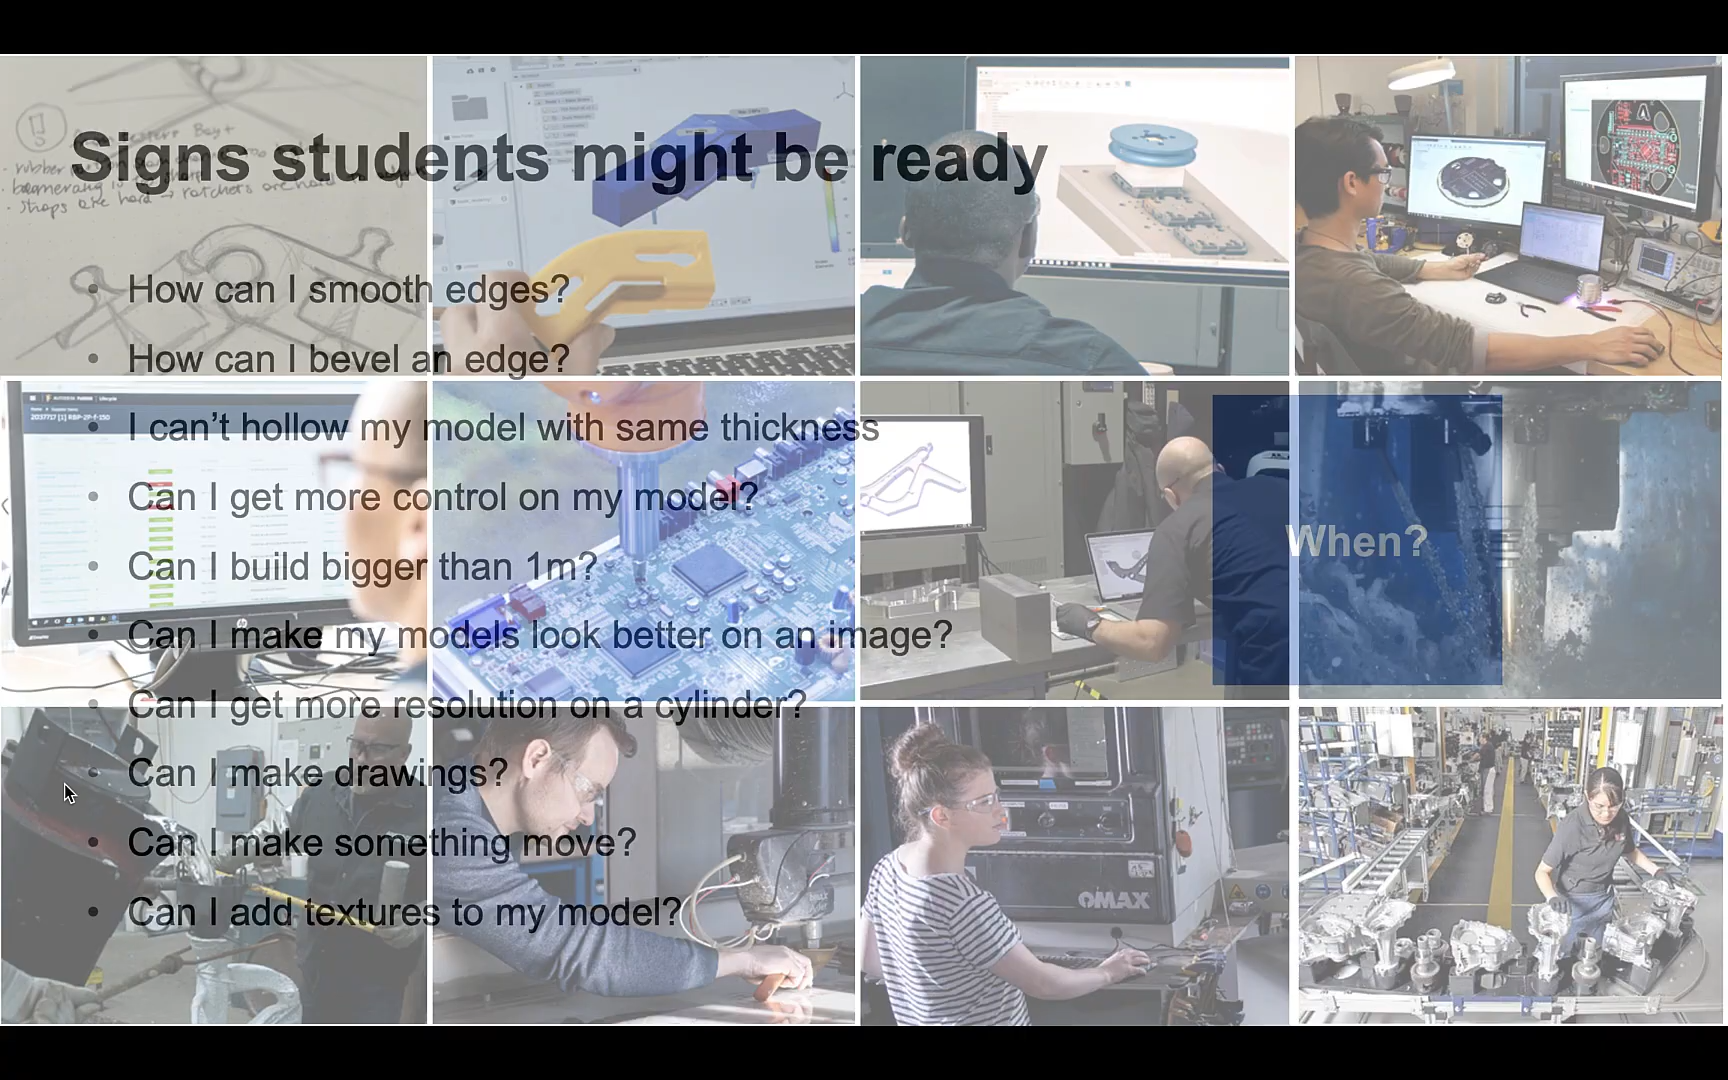 Signs students might be ready
How can I smooth edges?
How can I bevel an edge?
I can’t hollow my model with same thickness
Can I get more control on my model?
Can I build bigger than 1m?
Can I make my models look better on an image?
Can I get more resolution on a cylinder?
Can I make drawings?
Can I make something move?
Can I add textures to my model?
When?
OMAX